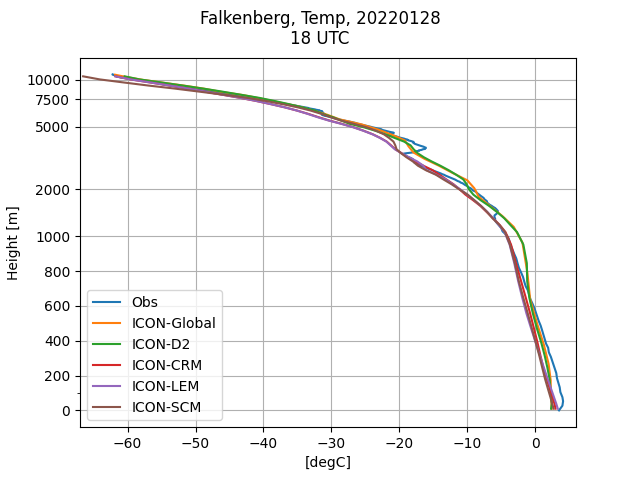 Falkenberg, Temp, 20220128
18 UTC
Height [m]
10000
7500
5000
2000
1000
800
600
400
200
0
Obs
ICON-Global
ICON-D2
ICON-CRM
ICON-LEM
ICON-SCM
−60 −50 −40 −30 −20 −10 0
[degC]